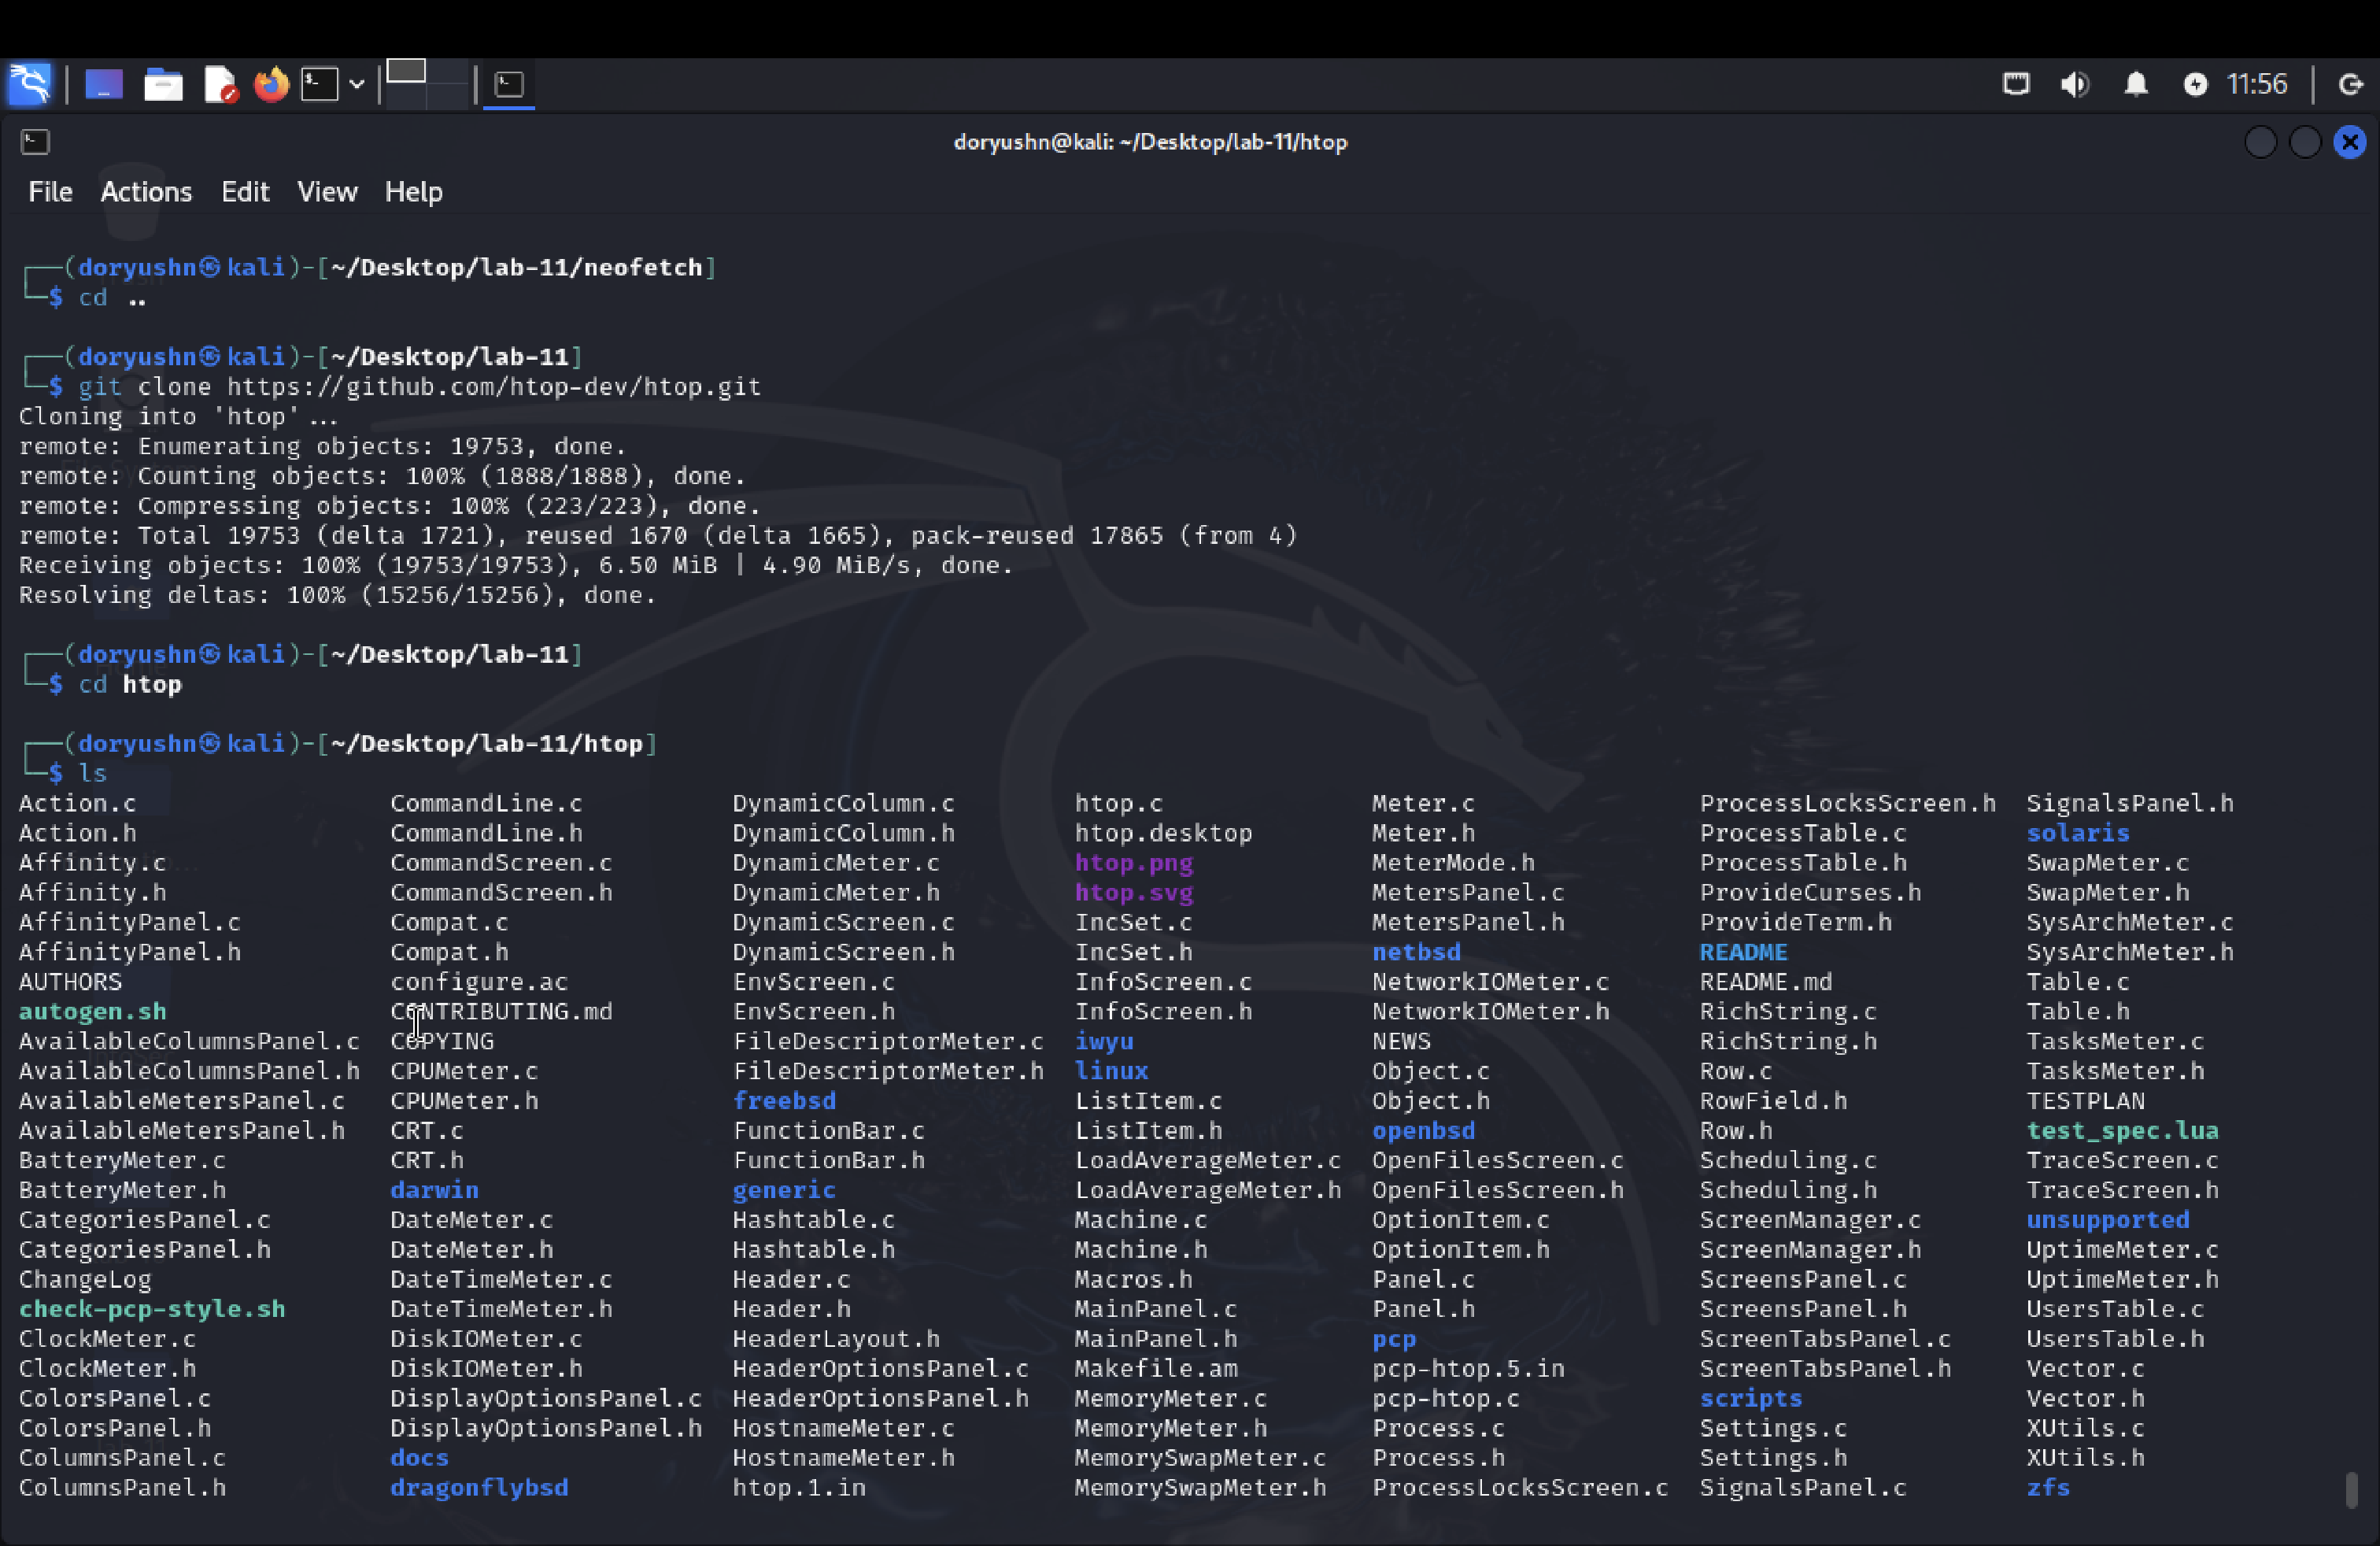 11:56
doryushn@kali: ~/Desktop/lab-11/htop
File Actions Edit View Help
┌──(doryushn㉿kali)-[~/Desktop/lab-11/neofetch]
└─$ cd ..
┌──(doryushn㉿kali)-[~/Desktop/lab-11]
└─$ git clone https://github.com/htop-dev/htop.git
Cloning into 'htop'...
remote: Enumerating objects: 19753, done.
remote: Counting objects: 100% (1888/1888), done.
remote: Compressing objects: 100% (223/223), done.
remote: Total 19753 (delta 1721), reused 1670 (delta 1665), pack-reused 17865 (from 4)
Receiving objects: 100% (19753/19753), 6.50 MiB | 4.90 MiB/s, done.
Resolving deltas: 100% (15256/15256), done.
┌──(doryushn㉿kali)-[~/Desktop/lab-11]
└─$ cd htop
┌──(doryushn㉿kali)-[~/Desktop/lab-11/htop]
└─$ ls
Action.c CommandLine.c DynamicColumn.c htop.c Meter.c ProcessLocksScreen.h SignalsPanel.h
Action.h CommandLine.h DynamicColumn.h htop.desktop Meter.h ProcessTable.c solaris
Affinity.c CommandScreen.c DynamicMeter.c htop.png MeterMode.h ProcessTable.h SwapMeter.c
Affinity.h CommandScreen.h DynamicMeter.h htop.svg MetersPanel.c ProvideCurses.h SwapMeter.h
AffinityPanel.c Compat.c DynamicScreen.c IncSet.c MetersPanel.h ProvideTerm.h SysArchMeter.c
AffinityPanel.h Compat.h DynamicScreen.h IncSet.h netbsd README SysArchMeter.h
AUTHORS configure.ac EnvScreen.c InfoScreen.c NetworkIOMeter.c README.md Table.c
autogen.sh CONTRIBUTING.md EnvScreen.h InfoScreen.h NetworkIOMeter.h RichString.c Table.h
AvailableColumnsPanel.c COPYING FileDescriptorMeter.c iwyu NEWS RichString.h TasksMeter.c
AvailableColumnsPanel.h CPUMeter.c FileDescriptorMeter.h linux Object.c Row.c TasksMeter.h
AvailableMetersPanel.c CPUMeter.h freebsd ListItem.c Object.h RowField.h TESTPLAN
AvailableMetersPanel.h CRT.c FunctionBar.c ListItem.h openbsd Row.h test_spec.lua
BatteryMeter.c CRT.h FunctionBar.h LoadAverageMeter.c OpenFilesScreen.c Scheduling.c TraceScreen.c
BatteryMeter.h darwin generic LoadAverageMeter.h OpenFilesScreen.h Scheduling.h TraceScreen.h
CategoriesPanel.c DateMeter.c Hashtable.c Machine.c OptionItem.c ScreenManager.c unsupported
CategoriesPanel.h DateMeter.h Hashtable.h Machine.h OptionItem.h ScreenManager.h UptimeMeter.c
ChangeLog DateTimeMeter.c Header.c Macros.h Panel.c ScreensPanel.c UptimeMeter.h
check-pcp-style.sh DateTimeMeter.h Header.h MainPanel.c Panel.h ScreensPanel.h UsersTable.c
ClockMeter.c DiskIOMeter.c HeaderLayout.h MainPanel.h pcp ScreenTabsPanel.c UsersTable.h
ClockMeter.h DiskIOMeter.h HeaderOptionsPanel.c Makefile.am pcp-htop.5.in ScreenTabsPanel.h Vector.c
ColorsPanel.c DisplayOptionsPanel.c HeaderOptionsPanel.h MemoryMeter.c pcp-htop.c scripts Vector.h
ColorsPanel.h DisplayOptionsPanel.h HostnameMeter.c MemoryMeter.h Process.c Settings.c XUtils.c
ColumnsPanel.c docs HostnameMeter.h MemorySwapMeter.c Process.h Settings.h XUtils.h
ColumnsPanel.h dragonflybsd htop.1.in MemorySwapMeter.h ProcessLocksScreen.c SignalsPanel.c zfs